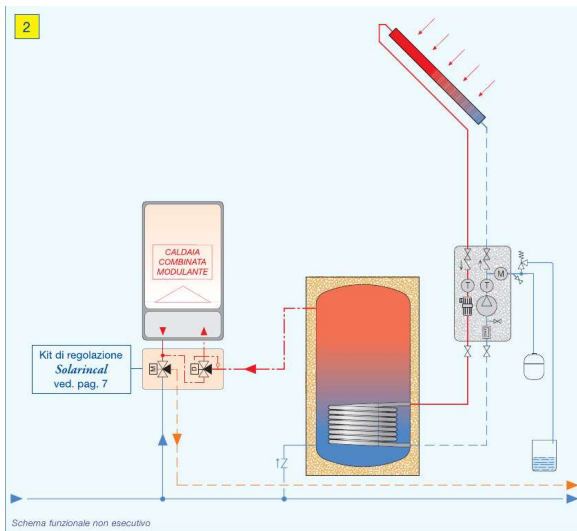 2
CALDAIA
COMBINATA
MODULANTE
Kit di regolazione
Solarincal
ved. pag. 7
M
D
T
T
M
Schema funzionale non esecutivo